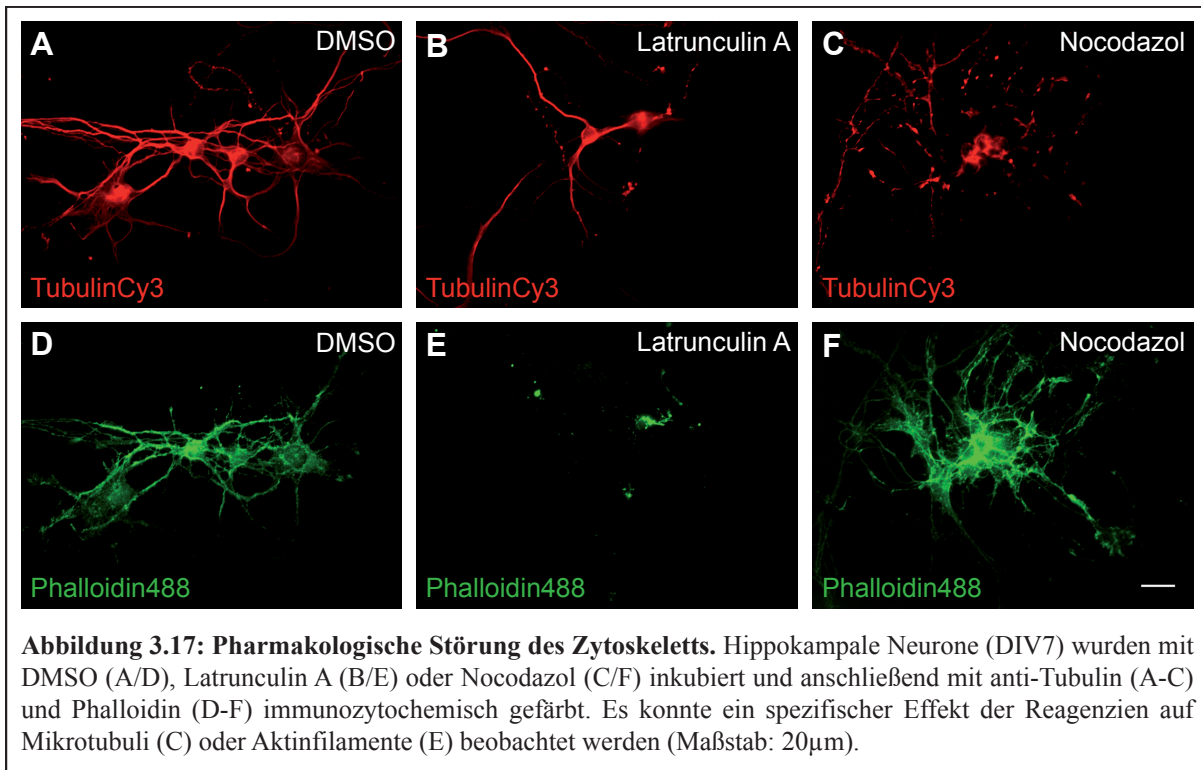 A DMSO
B Latrunculin A
C Nocodazol
TubulinCy3
TubulinCy3
TubulinCy3
D DMSO
E Latrunculin A
F Nocodazol
Phalloidin488
Phalloidin488
Phalloidin488
Abbildung 3.17: Pharmakologische Störung des Zytoskeletts. Hippokampale Neurone (DIV7) wurden mit
DMSO (A/D), Latrunculin A (B/E) oder Nocodazol (C/F) inkubiert und anschließend mit anti-Tubulin (A-C)
und Phalloidin (D-F) immunozytochemisch gefärbt. Es konnte ein spezifischer Effekt der Reagenzien auf
Mikrotubuli (C) oder Aktinfilamente (E) beobachtet werden (Maßstab: 20µm).